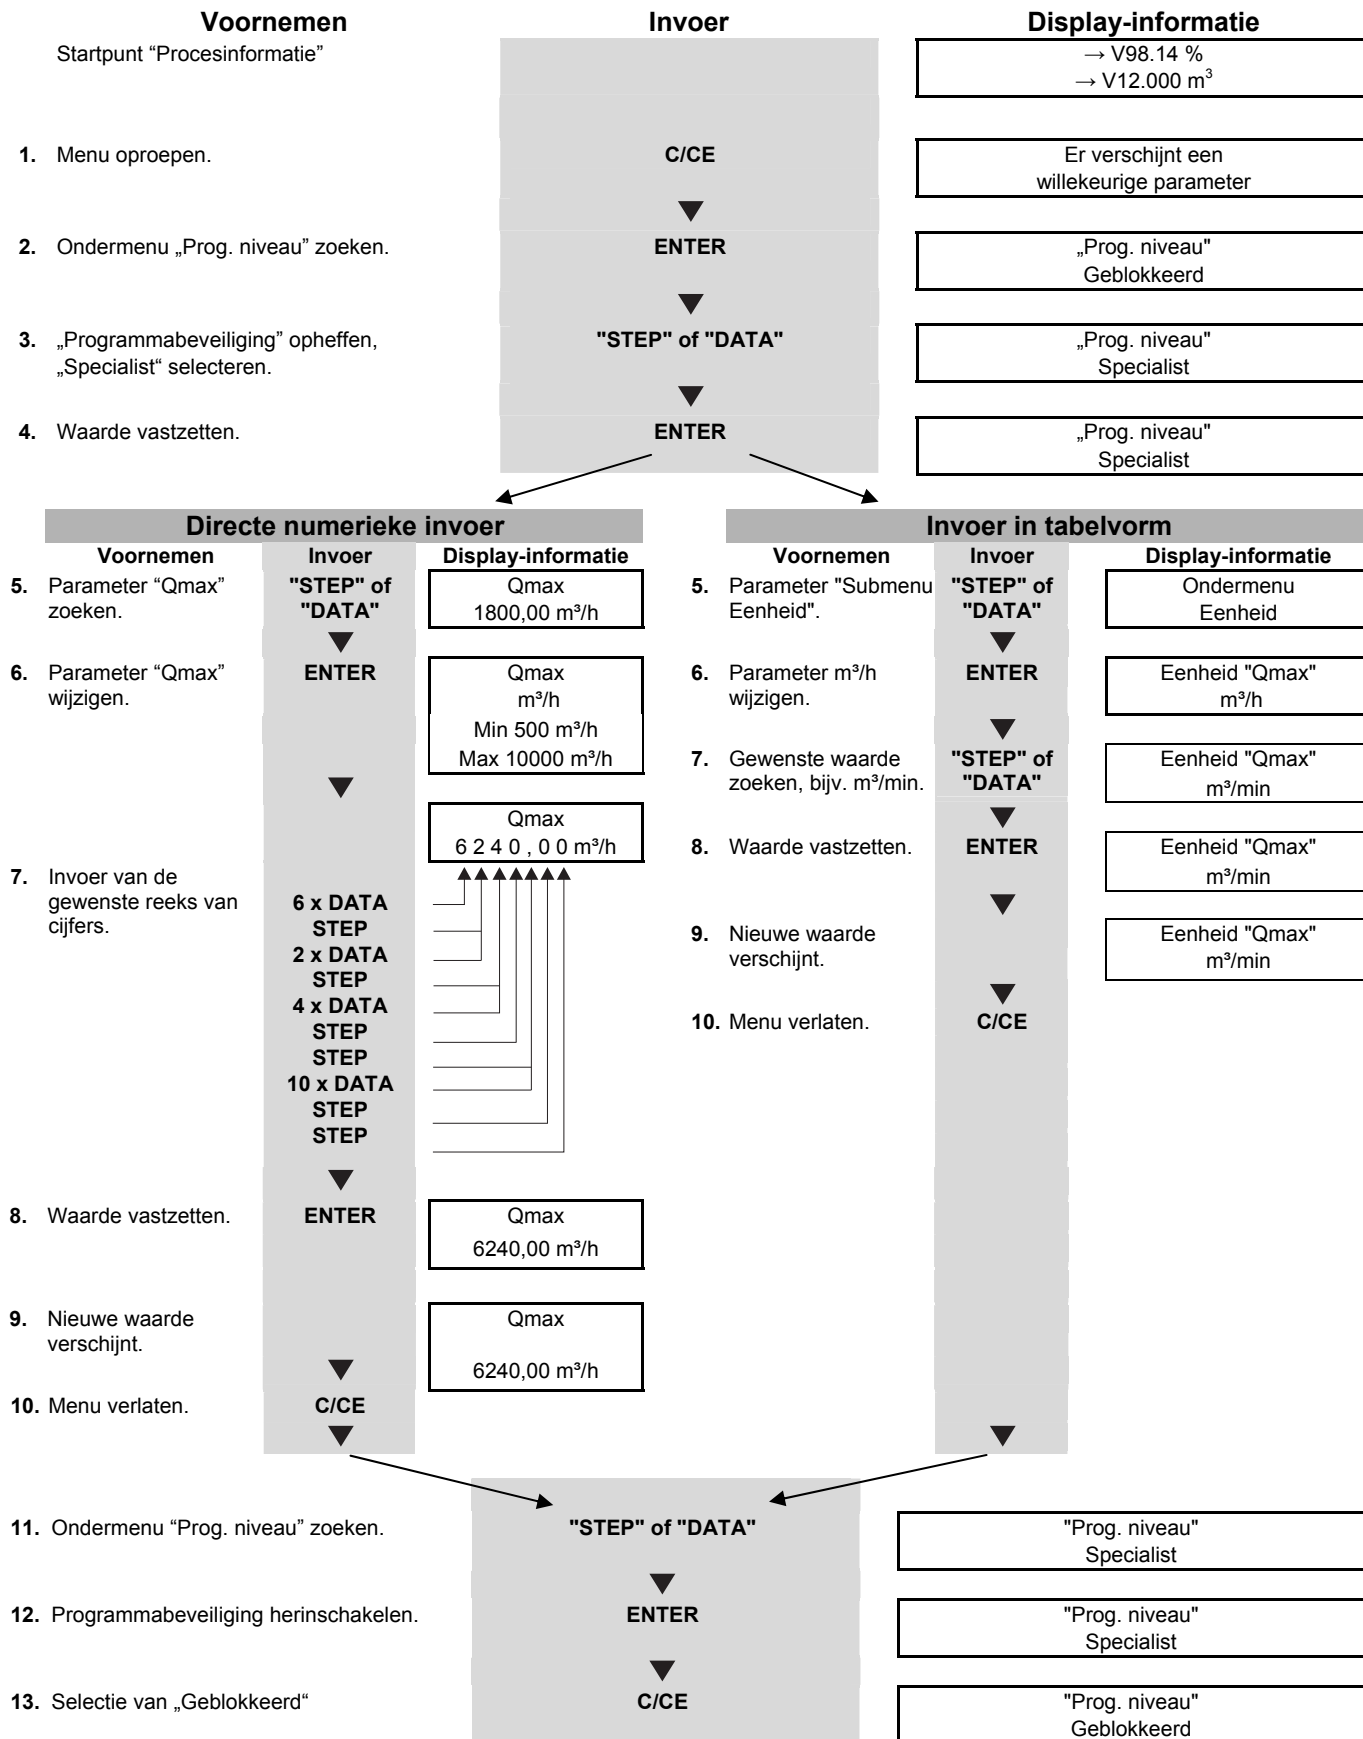 Voornemen Invoer Display-informatie
Startpunt “Procesinformatie”
→ V98.14 %
→ V12.000 m³
1. Menu oproepen. C/CE Er verschijnt een
willekeurige parameter
2. Ondermenu „Prog. niveau” zoeken. ENTER „Prog. niveau"
Geblokkeerd
3. „Programmabeveiliging” opheffen, "STEP" of "DATA" „Prog. niveau"
„Specialist“ selecteren. Specialist
4. Waarde vastzetten. ENTER „Prog. niveau"
Specialist
Directe numerieke invoer
Voornemen Invoer Display-informatie
5. Parameter “Qmax” "STEP" of Qmax
zoeken. "DATA" 1800,00 m³/h
6. Parameter “Qmax” ENTER Qmax
wijzigen. m³/h
Min 500 m³/h
Max 10000 m³/h
Qmax
6 2 4 0 , 0 0 m³/h
7. Invoer van de
gewenste reeks van
cijfers.
6 x DATA
STEP
2 x DATA
STEP
4 x DATA
STEP
STEP
10 x DATA
STEP
STEP
8. Waarde vastzetten. ENTER Qmax
6240,00 m³/h
9. Nieuwe waarde Qmax
verschijnt.
6240,00 m³/h
10. Menu verlaten. C/CE
Invoer in tabelvorm
Voornemen Invoer Display-informatie
5. Parameter "Submenu "STEP" of Ondermenu
Eenheid". "DATA" Eenheid
6. Parameter m³/h ENTER Eenheid "Qmax"
wijzigen. m³/h
7. Gewenste waarde "STEP" of Eenheid "Qmax"
zoeken, bijv. m³/min. "DATA" m³/min
8. Waarde vastzetten. ENTER Eenheid "Qmax"
m³/min
9. Nieuwe waarde Eenheid "Qmax"
verschijnt. m³/min
10. Menu verlaten. C/CE
11. Ondermenu “Prog. niveau” zoeken. "STEP" of "DATA" "Prog. niveau"
Specialist
12. Programmabeveiliging herinschakelen. ENTER "Prog. niveau"
Specialist
13. Selectie van „Geblokkeerd“ C/CE "Prog. niveau"
Geblokkeerd